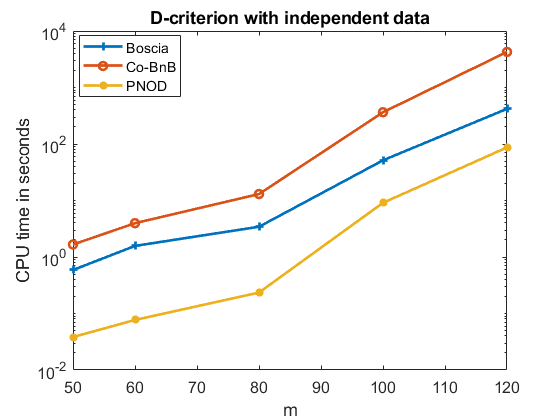 D-criterion with independent data
Boscia
Co-BnB
PNOD
CPU time in seconds
10^4
10^2
10^0
10^-2
50 60 70 80 90 100 110 120
m